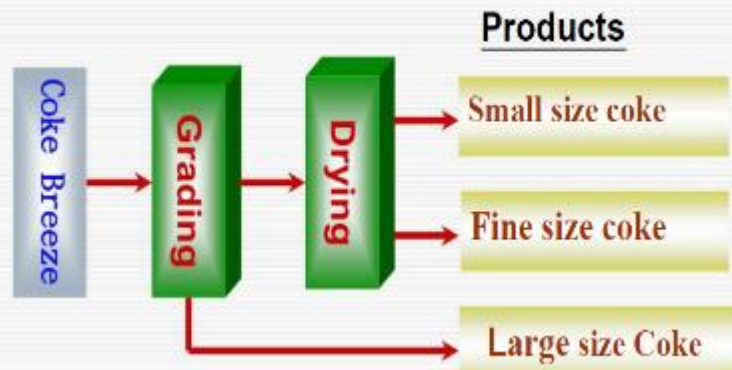 Products
Coke Breeze
Grading
Drying
Small size coke
Fine size coke
Large size Coke